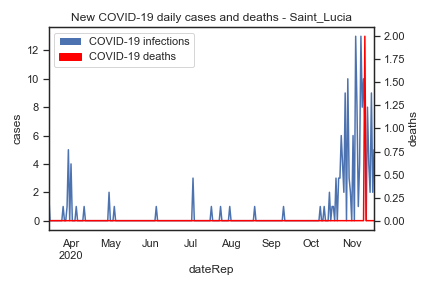 New COVID-19 daily cases and deaths - Saint_Lucia
COVID-19 infections
COVID-19 deaths
cases
12
10
8
6
4
2
0
2.00
1.75
1.50
1.25
1.00
0.75
0.50
0.25
0.00
deaths
Apr May Jun Jul Aug Sep Oct Nov
2020
dateRep